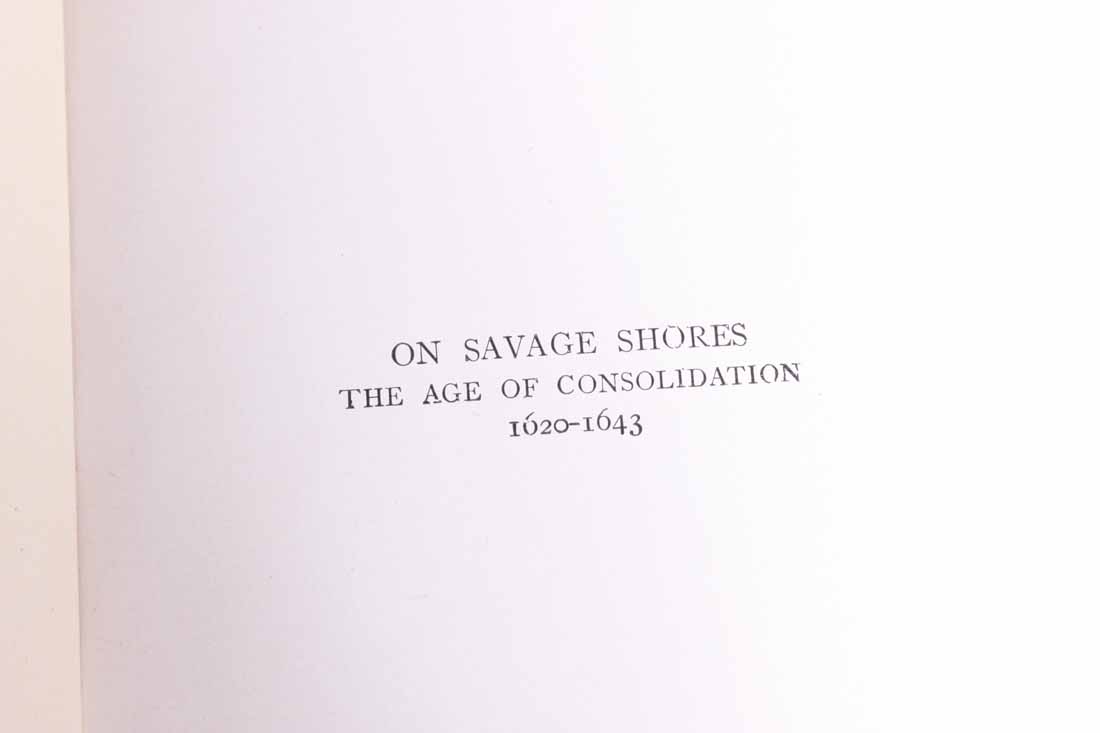 ON SAVAGE SHORES
THE AGE OF CONSOLIDATION
1620-1643